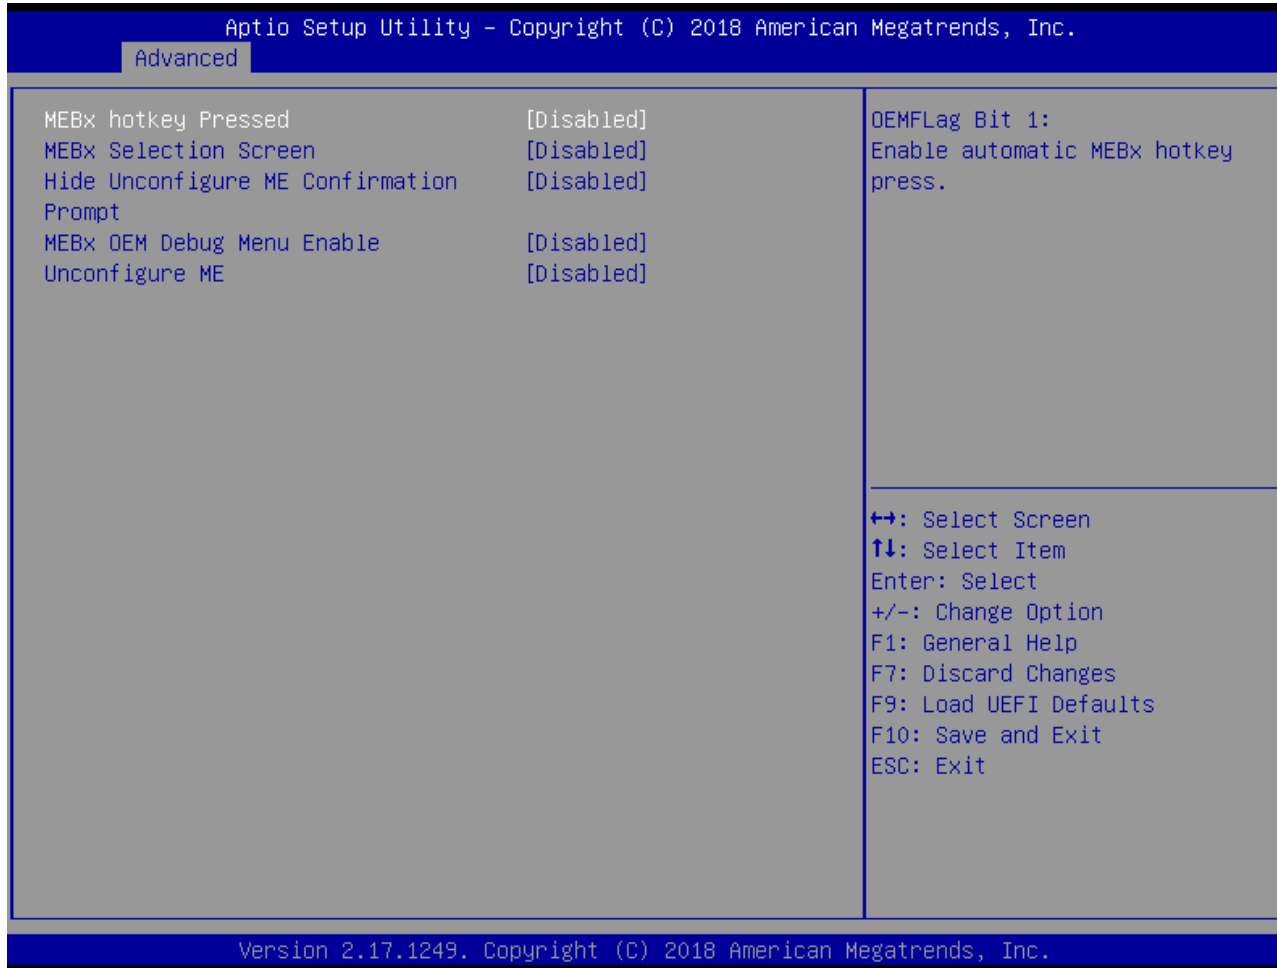 Aptio Setup Utility – Copyright (C) 2018 American Megatrends, Inc.
Advanced
MEBx hotkey Pressed [Disabled]
MEBx Selection Screen [Disabled]
Hide Unconfigure ME Confirmation [Disabled]
Prompt
MEBx OEM Debug Menu Enable [Disabled]
Unconfigure ME [Disabled]
OEMFLag Bit 1:
Enable automatic MEBx hotkey
press.
↔: Select Screen
↑↓: Select Item
Enter: Select
+/-: Change Option
F1: General Help
F7: Discard Changes
F9: Load UEFI Defaults
F10: Save and Exit
ESC: Exit
Version 2.17.1249. Copyright (C) 2018 American Megatrends, Inc.